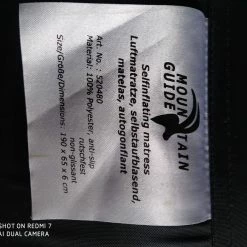 MOUNTAIN
GUIDE
Selfinflating matress
Luftmatratze, selbstaufblasend,
matelas, autogonflant
Art. No.: 520480
Material: 100% Polyester, anti-slip
rutschfest
non-glissant
Size/Größe/Dimensions: 190 x 65 x 6 cm
SHOT ON REDMI 7
AI DUAL CAMERA